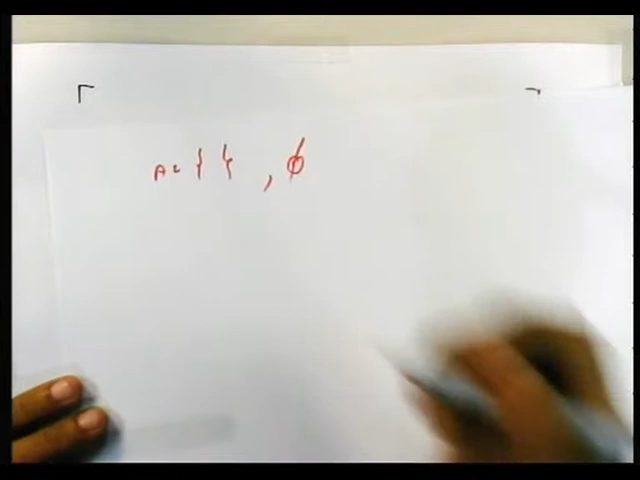 A = { } , ϕ